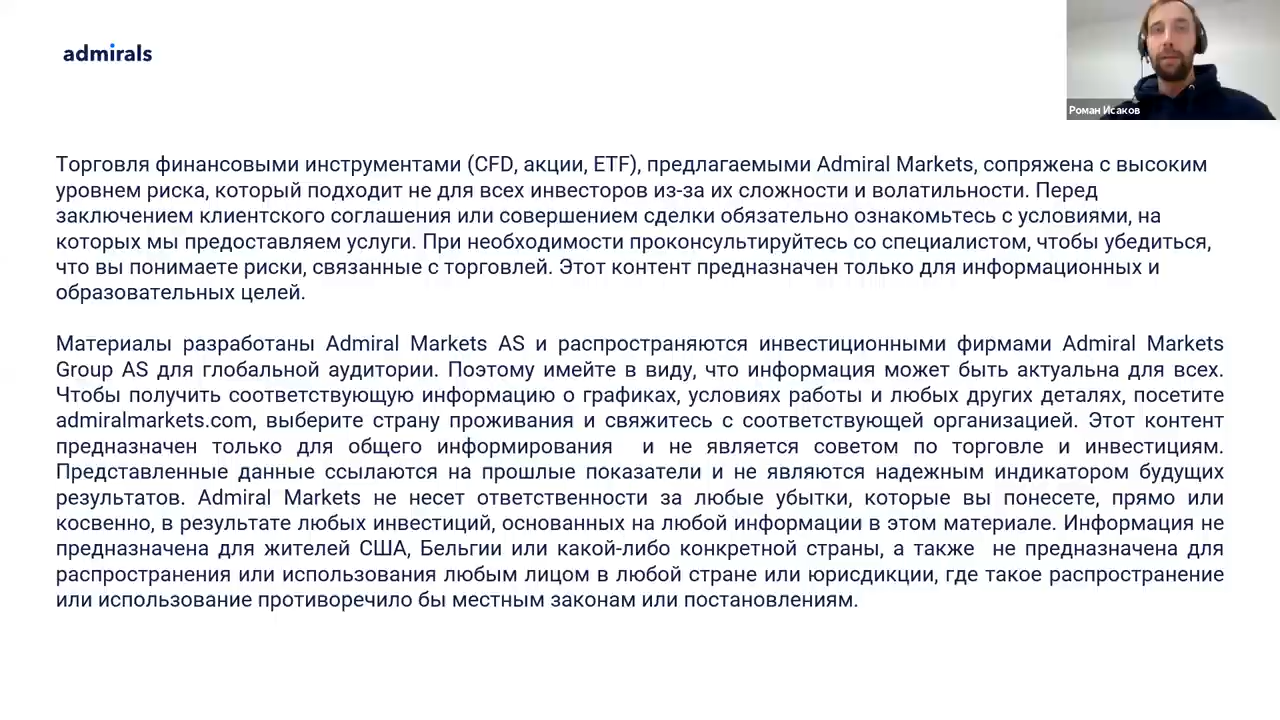 admirals
Роман Исаков
Торговля финансовыми инструментами (CFD, акции, ETF), предлагаемыми Admiral Markets, сопряжена с высоким
уровнем риска, который подходит не для всех инвесторов из-за их сложности и волатильности. Перед
заключением клиентского соглашения или совершением сделки обязательно ознакомьтесь с условиями, на
которых мы предоставляем услуги. При необходимости проконсультируйтесь со специалистом, чтобы убедиться,
что вы понимаете риски, связанные с торговлей. Этот контент предназначен только для информационных и
образовательных целей.
Материалы разработаны Admiral Markets AS и распространяются инвестиционными фирмами Admiral Markets
Group AS для глобальной аудитории. Поэтому имейте в виду, что информация может быть актуальна для всех.
Чтобы получить соответствующую информацию о графиках, условиях работы и любых других деталях, посетите
admiralmarkets.com, выберите страну проживания и свяжитесь с соответствующей организацией. Этот контент
предназначен только для общего информирования и не является советом по торговле и инвестициям.
Представленные данные ссылаются на прошлые показатели и не являются надежным индикатором будущих
результатов. Admiral Markets не несет ответственности за любые убытки, которые вы понесете, прямо или
косвенно, в результате любых инвестиций, основанных на любой информации в этом материале. Информация не
предназначена для жителей США, Бельгии или какой-либо конкретной страны, а также не предназначена для
распространения или использования любым лицом в любой стране или юрисдикции, где такое распространение
или использование противоречило бы местным законам или постановлениям.